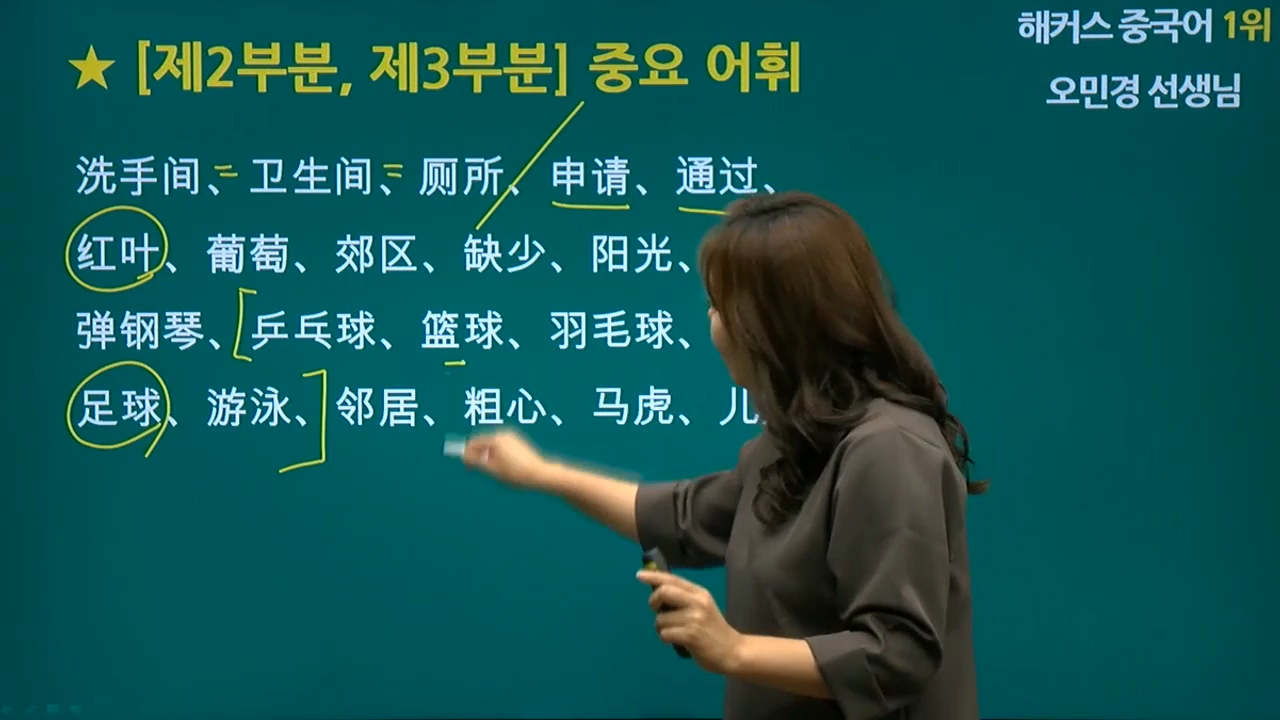 해커스 중국어 1위
오민경 선생님
★ [제2부분, 제3부분] 중요 어휘
洗手间、= 卫生间、= 厕所、申请、通过、
红叶、葡萄、郊区、缺少、阳光、
弹钢琴、[乒乓球、篮球、羽毛球、
足球、游泳、] 邻居、粗心、马虎、儿